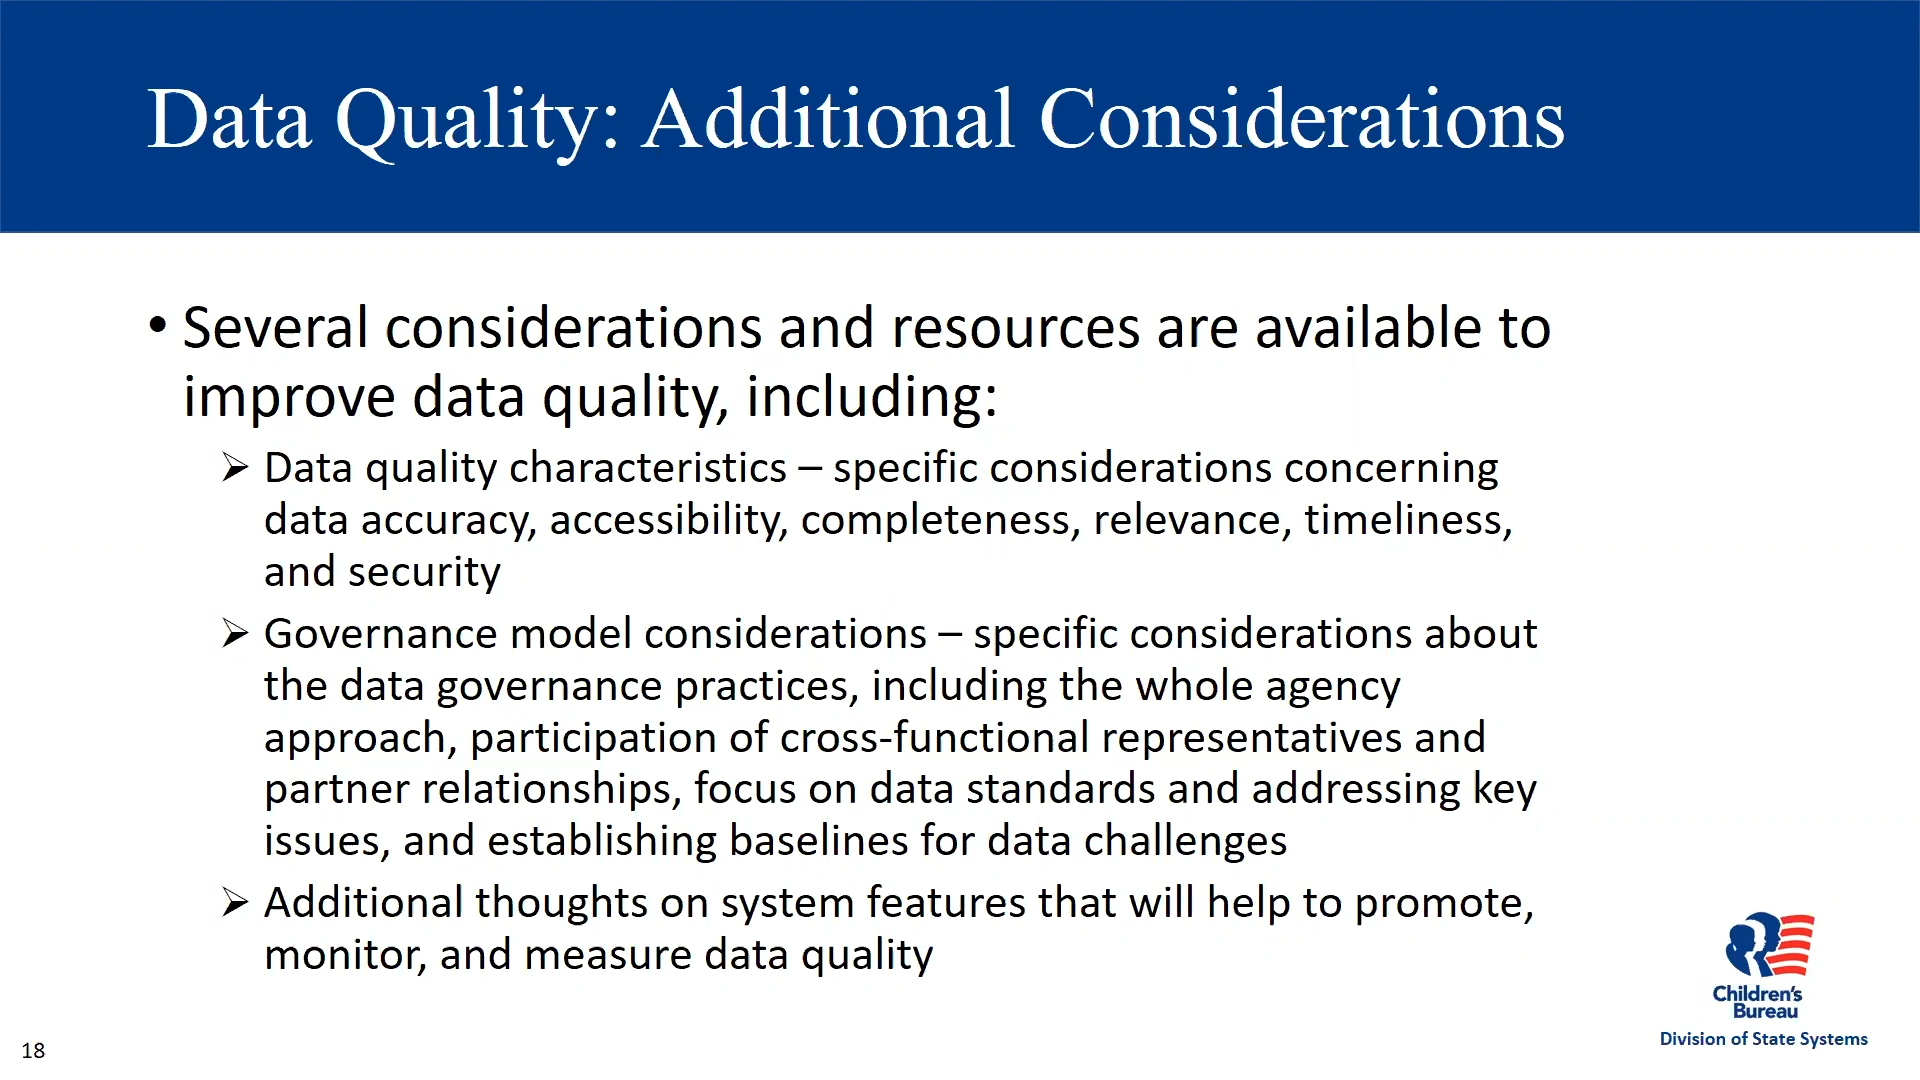 Data Quality: Additional Considerations
• Several considerations and resources are available to
improve data quality, including:
➢ Data quality characteristics – specific considerations concerning
data accuracy, accessibility, completeness, relevance, timeliness,
and security
➢ Governance model considerations – specific considerations about
the data governance practices, including the whole agency
approach, participation of cross-functional representatives and
partner relationships, focus on data standards and addressing key
issues, and establishing baselines for data challenges
➢ Additional thoughts on system features that will help to promote,
monitor, and measure data quality
Children's
Bureau
Division of State Systems
18